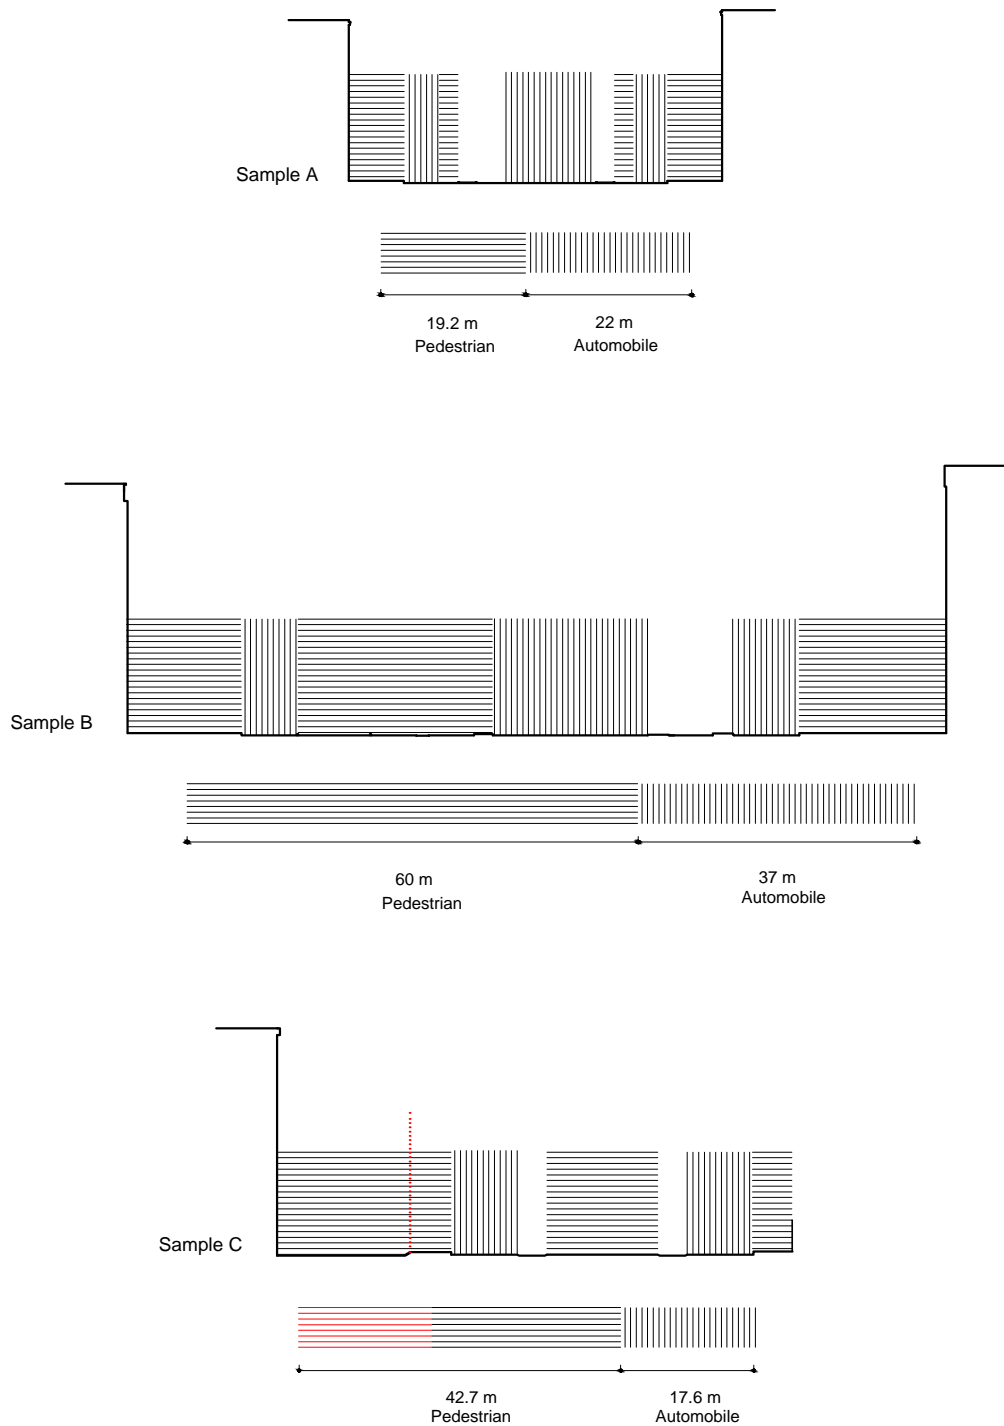 Sample A
19.2 m
Pedestrian
22 m
Automobile
Sample B
60 m
Pedestrian
37 m
Automobile
Sample C
42.7 m
Pedestrian
17.6 m
Automobile